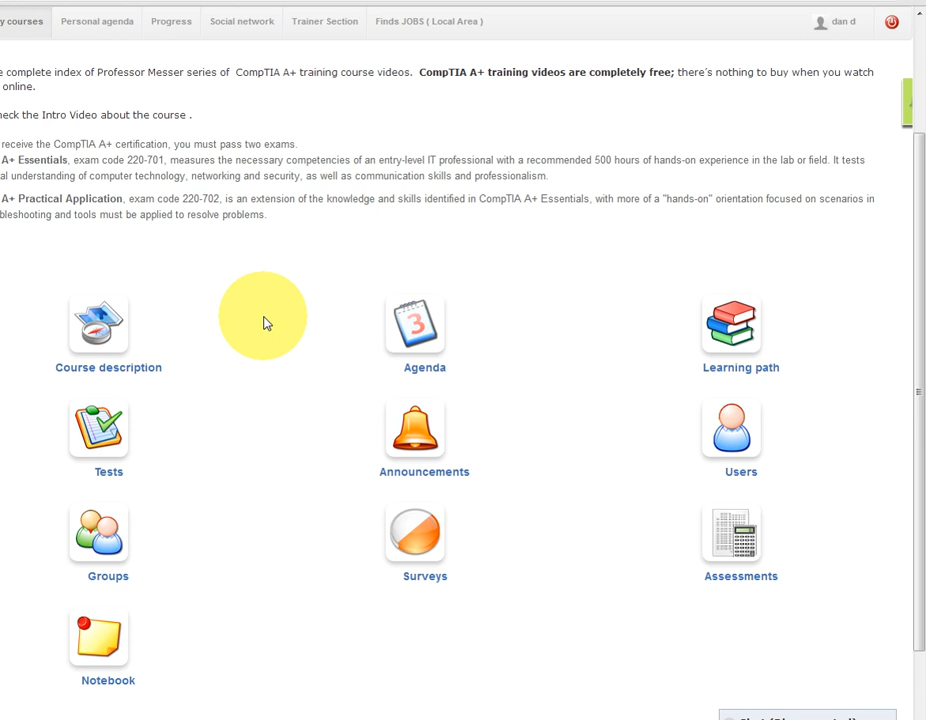 y courses Personal agenda Progress Social network Trainer Section Finds JOBS ( Local Area ) dan d
e complete index of Professor Messer series of CompTIA A+ training course videos. CompTIA A+ training videos are completely free; there's nothing to buy when you watch
online.
heck the Intro Video about the course .
receive the CompTIA A+ certification, you must pass two exams.
A+ Essentials, exam code 220-701, measures the necessary competencies of an entry-level IT professional with a recommended 500 hours of hands-on experience in the lab or field. It tests
al understanding of computer technology, networking and security, as well as communication skills and professionalism.
A+ Practical Application, exam code 220-702, is an extension of the knowledge and skills identified in CompTIA A+ Essentials, with more of a "hands-on" orientation focused on scenarios in
bleshooting and tools must be applied to resolve problems.
3
Course description Agenda Learning path
Tests Announcements Users
Groups Surveys Assessments
Notebook